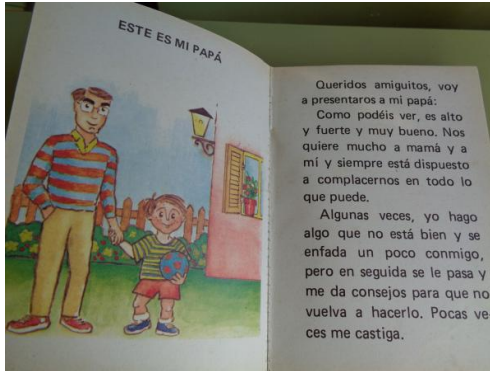 ESTE ES MI PAPÁ
Queridos amiguitos, voy
a presentaros a mi papá:
Como podéis ver, es alto
y fuerte y muy bueno. Nos
quiere mucho a mamá y a
mí y siempre está dispuesto
a complacernos en todo lo
que puede.
Algunas veces, yo hago
algo que no está bien y se
enfada un poco conmigo,
pero en seguida se le pasa y
me da consejos para que no
vuelva a hacerlo. Pocas ve
ces me castiga.